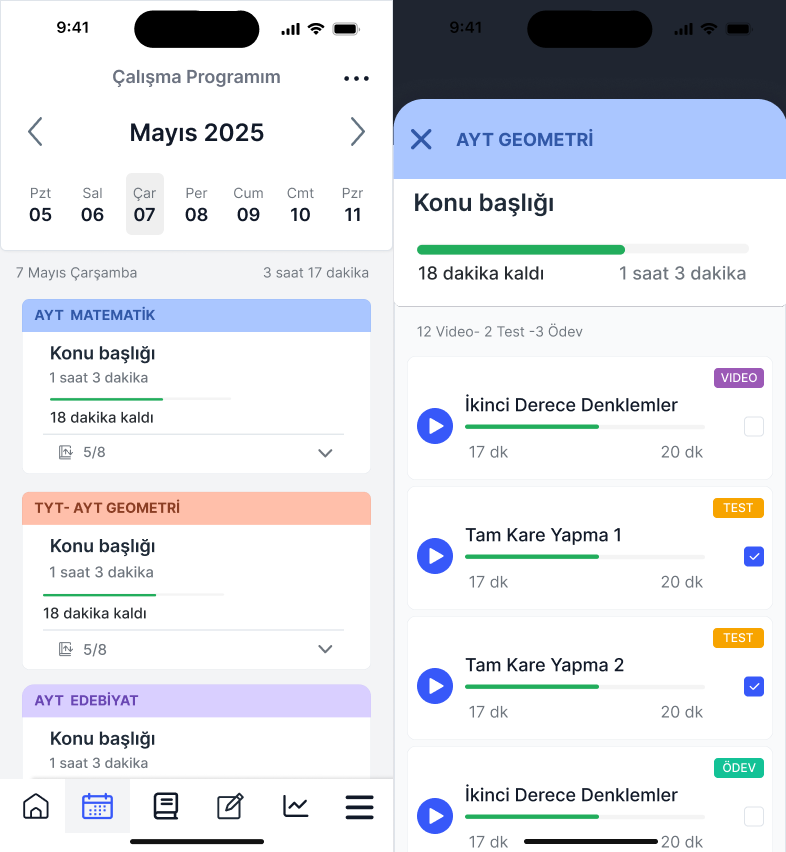 9:41
Çalışma Programım
Mayıs 2025
Pzt Sal Çar Per Cum Cmt Pzr
05 06 07 08 09 10 11
7 Mayıs Çarşamba 3 saat 17 dakika
AYT MATEMATİK
Konu başlığı
1 saat 3 dakika
18 dakika kaldı
5/8
TYT- AYT GEOMETRİ
Konu başlığı
1 saat 3 dakika
18 dakika kaldı
5/8
AYT EDEBİYAT
Konu başlığı
1 saat 3 dakika
9:41
AYT GEOMETRİ
Konu başlığı
18 dakika kaldı 1 saat 3 dakika
12 Video- 2 Test -3 Ödev
VIDEO
İkinci Derece Denklemler
17 dk 20 dk
TEST
Tam Kare Yapma 1
17 dk 20 dk
TEST
Tam Kare Yapma 2
17 dk 20 dk
ÖDEV
İkinci Derece Denklemler
17 dk 20 dk